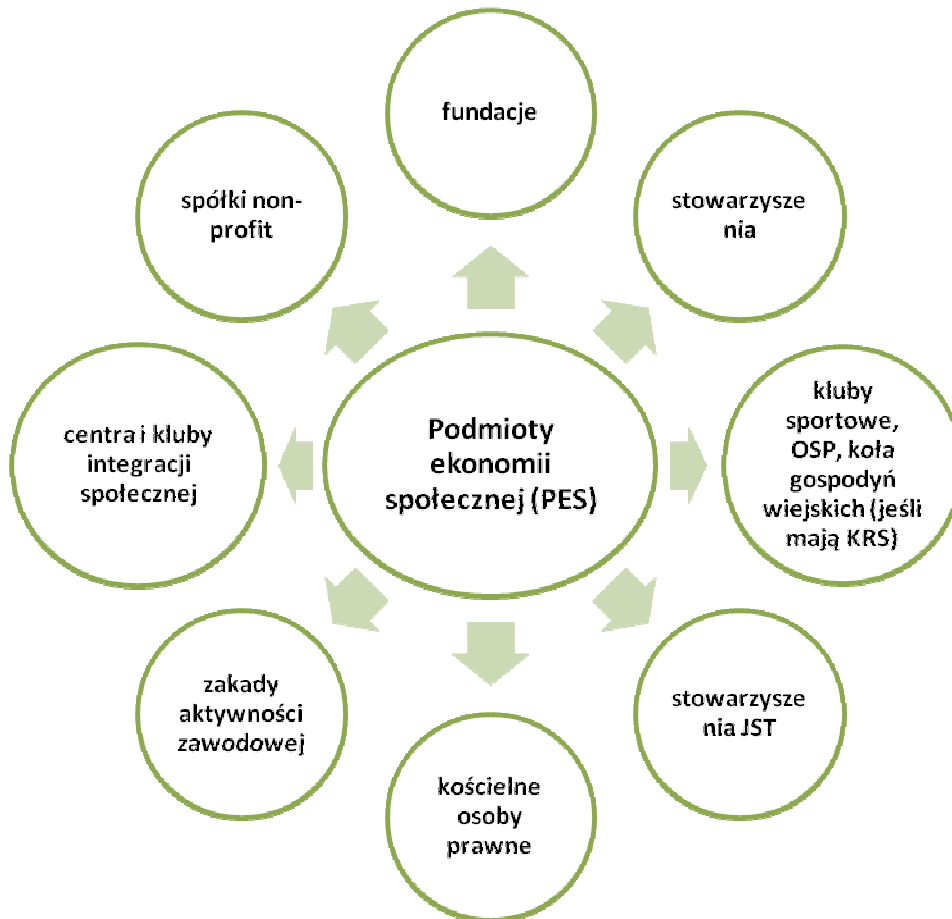 fundacje
stowarzysze
nia
kluby
sportowe,
OSP, koła
gospodyń
wiejskich (jeśli
mają KRS)
stowarzysze
nia JST
kościelne
osoby
prawne
zakady
aktywności
zawodowej
centra i kluby
integracji
społecznej
spółki non-
profit
Podmioty
ekonomii
społecznej (PES)